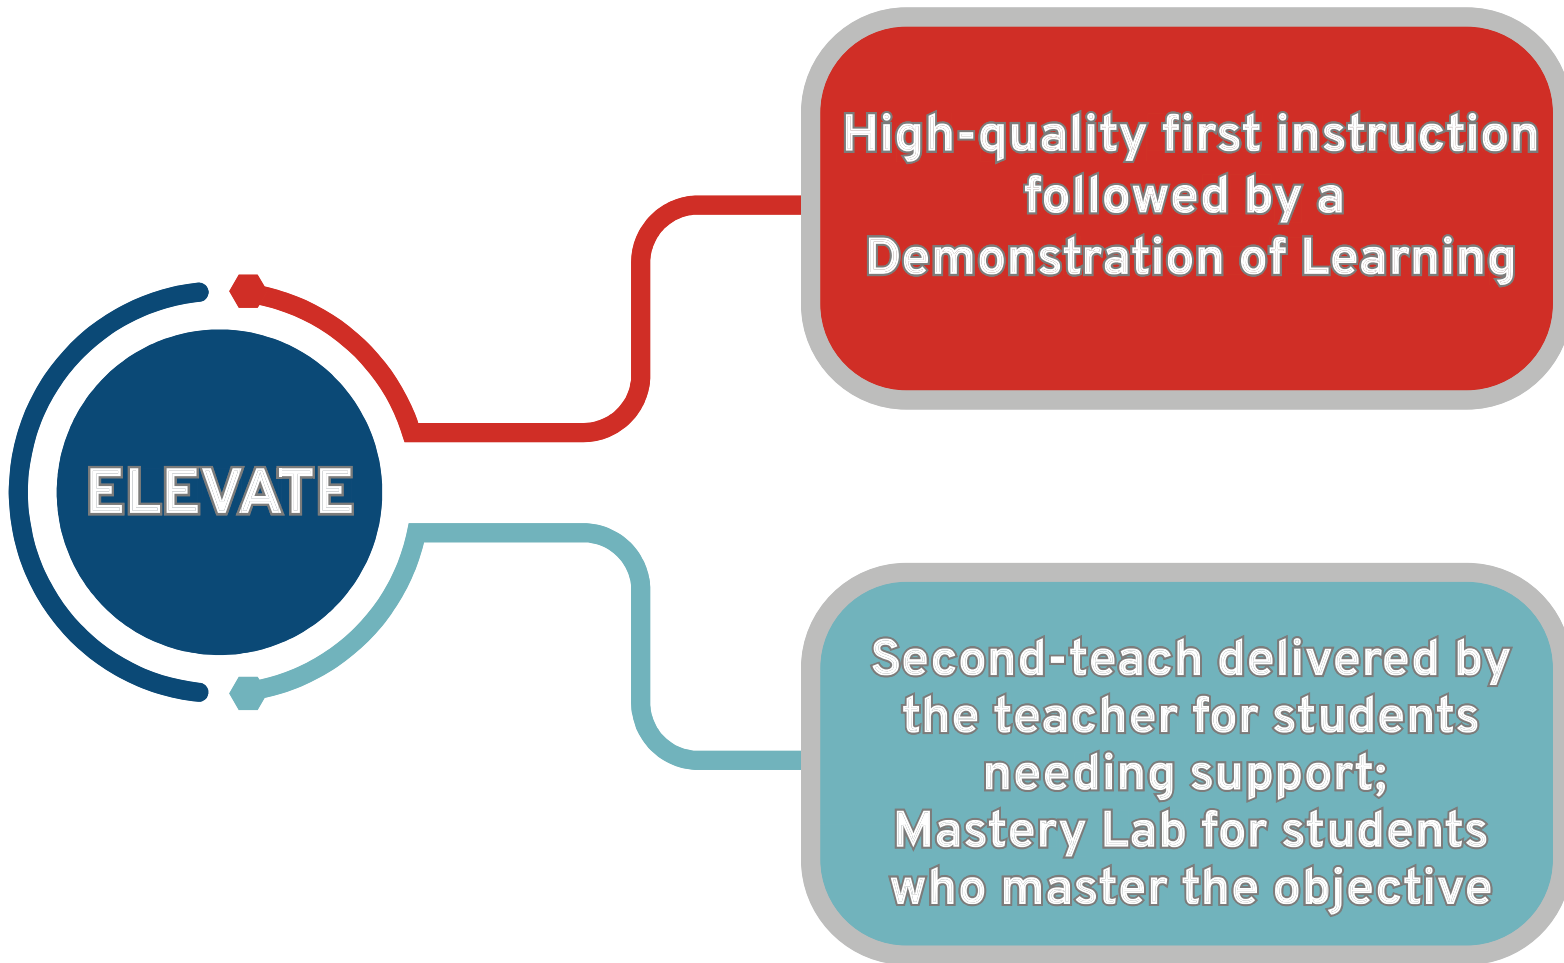 High-quality first instruction
followed by a
Demonstration of Learning
ELEVATE
Second-teach delivered by
the teacher for students
needing support;
Mastery Lab for students
who master the objective